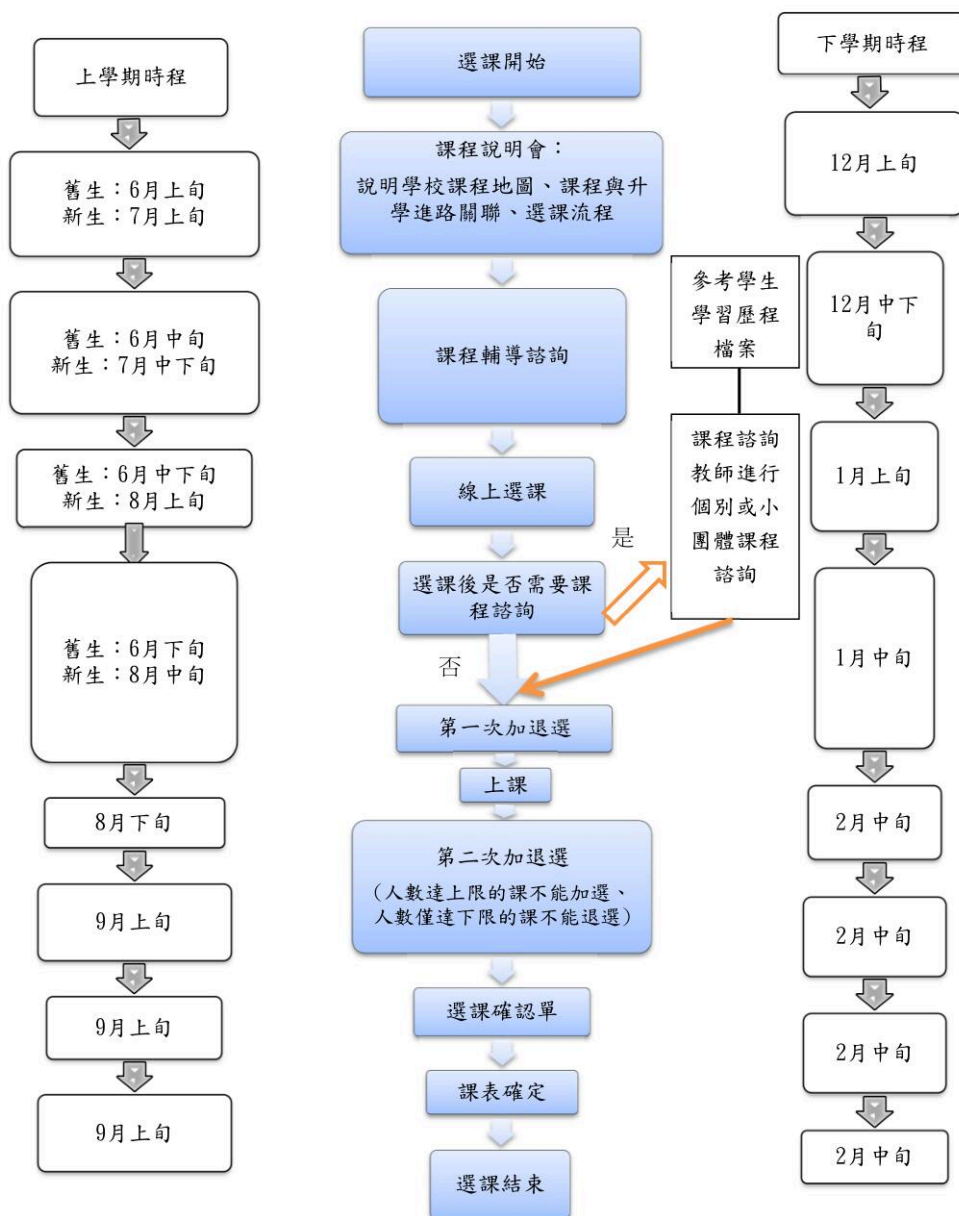 上學期時程
舊生：6月上旬
新生：7月上旬
舊生：6月中旬
新生：7月中下旬
舊生：6月中下旬
新生：8月上旬
舊生：6月下旬
新生：8月中旬
8月下旬
9月上旬
9月上旬
9月上旬
選課開始
課程說明會：
說明學校課程地圖、課程與升
學進路關聯、選課流程
課程輔導諮詢
線上選課
選課後是否需要課
程諮詢
是
否
參考學生
學習歷程
檔案
課程諮詢
教師進行
個別或小
團體課程
諮詢
第一次加退選
上課
第二次加退選
（人數達上限的課不能加選、
人數僅達下限的課不能退選）
選課確認單
課表確定
選課結束
下學期時程
12月上旬
12月中下
旬
1月上旬
1月中旬
2月中旬
2月中旬
2月中旬
2月中旬